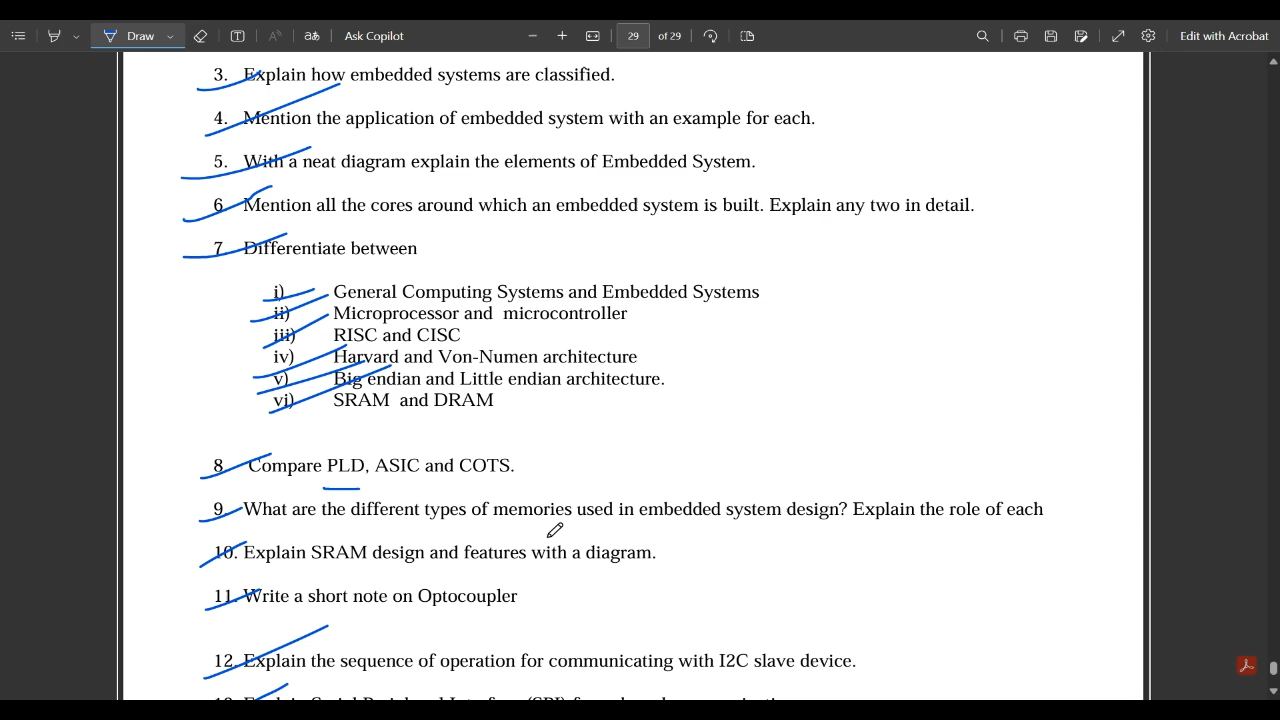 Draw
Ask Copilot
29 of 29
Edit with Acrobat
3. Explain how embedded systems are classified.
4. Mention the application of embedded system with an example for each.
5. With a neat diagram explain the elements of Embedded System.
6. Mention all the cores around which an embedded system is built. Explain any two in detail.
7. Differentiate between
i) General Computing Systems and Embedded Systems
ii) Microprocessor and microcontroller
iii) RISC and CISC
iv) Harvard and Von-Numen architecture
v) Big endian and Little endian architecture.
vi) SRAM and DRAM
8. Compare PLD, ASIC and COTS.
9. What are the different types of memories used in embedded system design? Explain the role of each
10. Explain SRAM design and features with a diagram.
11. Write a short note on Optocoupler
12. Explain the sequence of operation for communicating with I2C slave device.